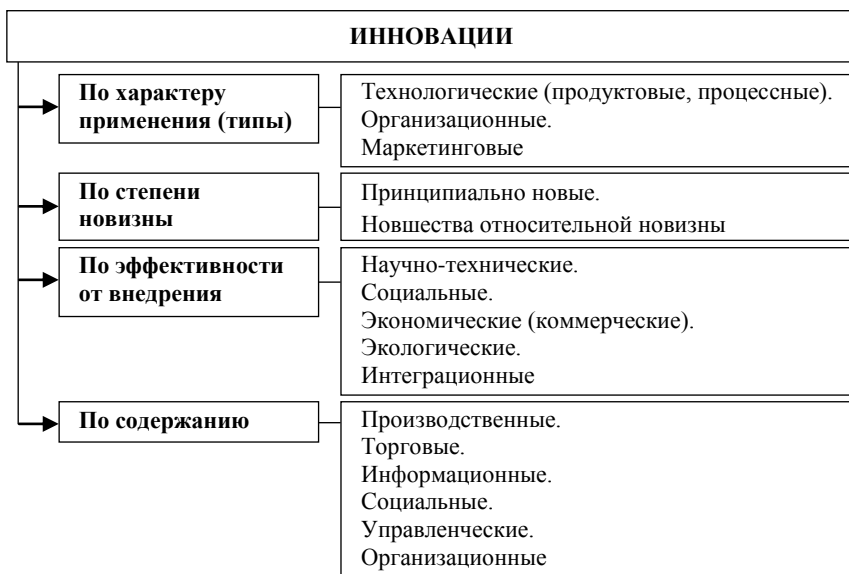 ИННОВАЦИИ
По характеру
применения (типы)
Технологические (продуктовые, процессные).
Организационные.
Маркетинговые
По степени
новизны
Принципиально новые.
Новшества относительной новизны
По эффективности
от внедрения
Научно-технические.
Социальные.
Экономические (коммерческие).
Экологические.
Интеграционные
По содержанию
Производственные.
Торговые.
Информационные.
Социальные.
Управленческие.
Организационные